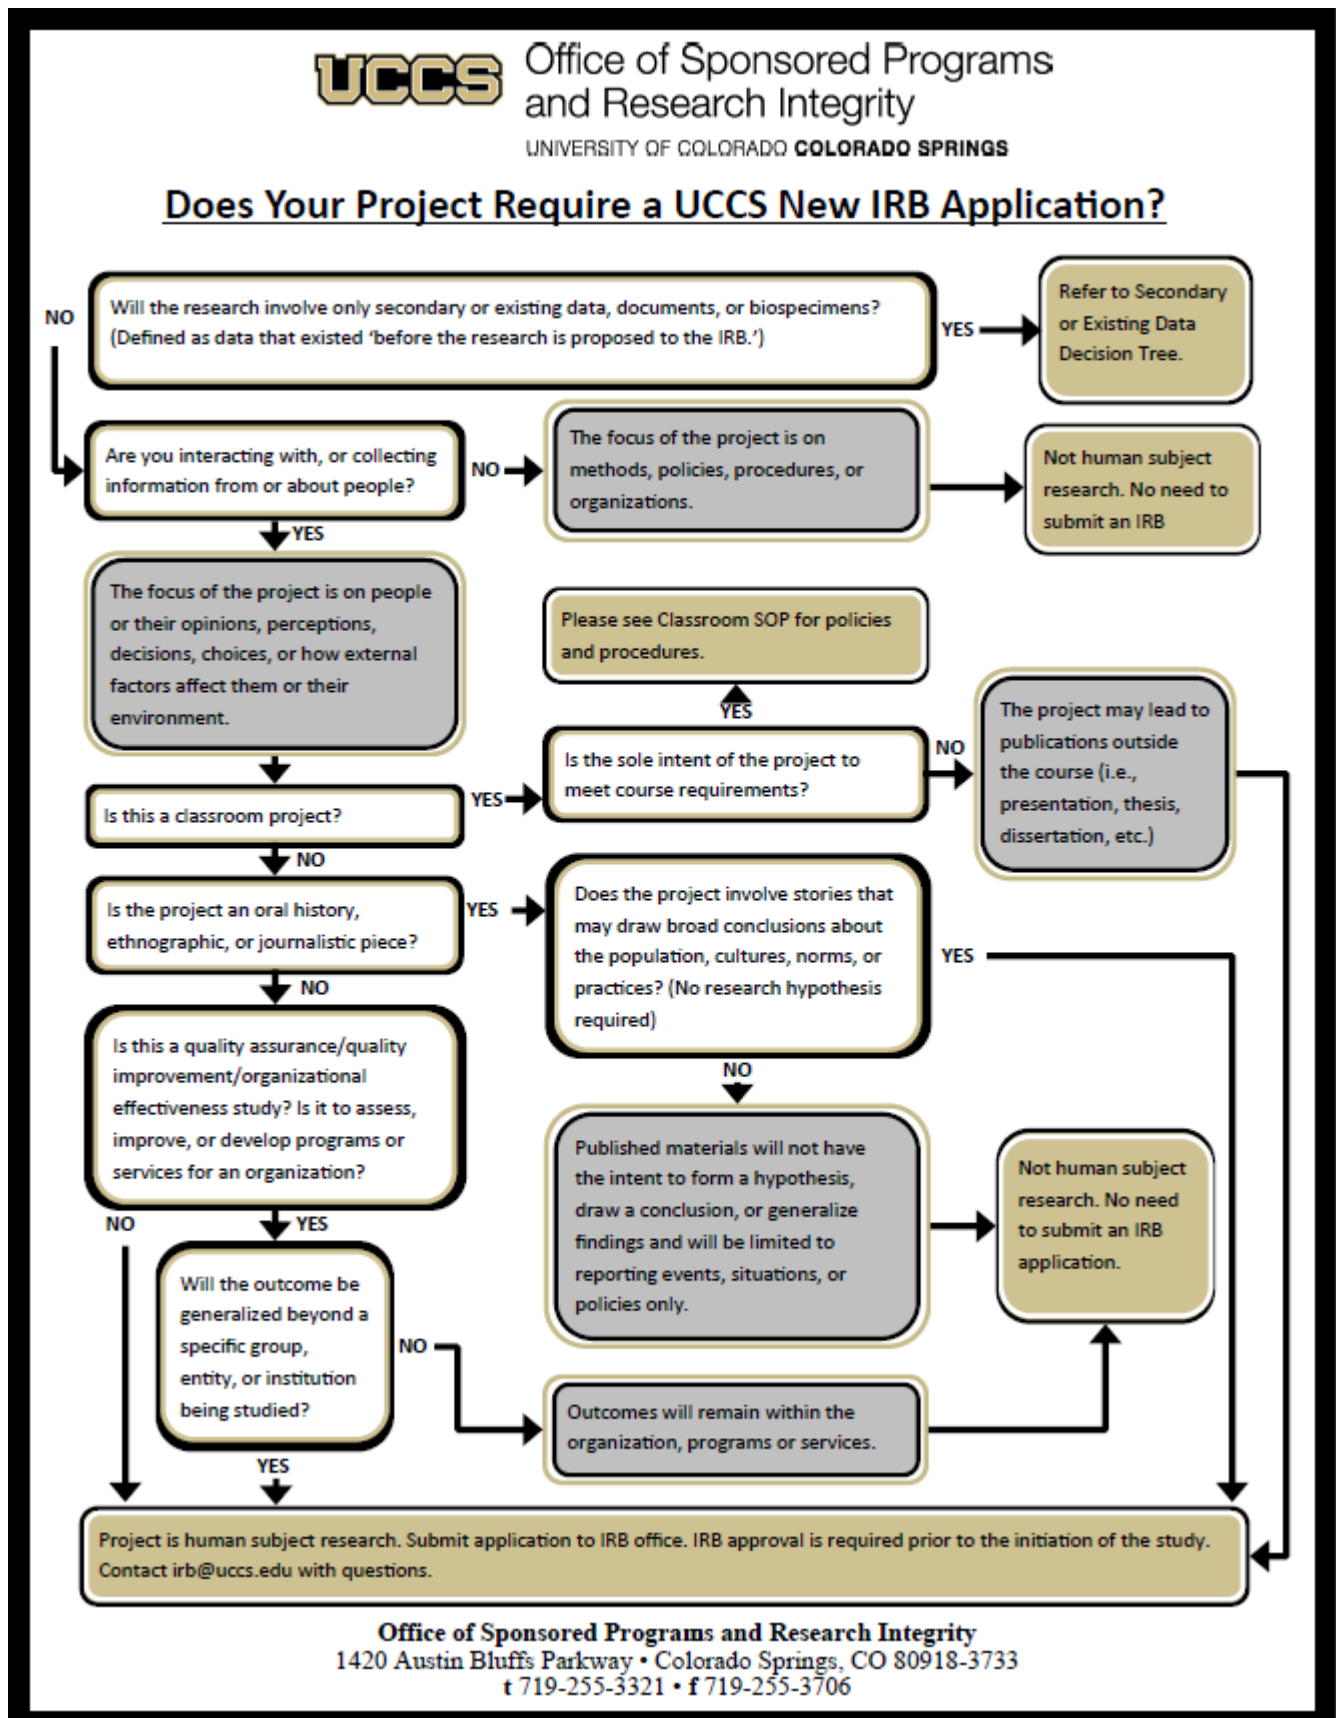 UCCS
Office of Sponsored Programs
and Research Integrity
UNIVERSITY OF COLORADO COLORADO SPRINGS
Does Your Project Require a UCCS New IRB Application?
NO
Will the research involve only secondary or existing data, documents, or biospecimens?
(Defined as data that existed ‘before the research is proposed to the IRB.’)
YES
Refer to Secondary
or Existing Data
Decision Tree.
Are you interacting with, or collecting
information from or about people?
NO
The focus of the project is on
methods, policies, procedures, or
organizations.
Not human subject
research. No need to
submit an IRB
YES
The focus of the project is on people
or their opinions, perceptions,
decisions, choices, or how external
factors affect them or their
environment.
Please see Classroom SOP for policies
and procedures.
YES
Is this a classroom project?
YES
Is the sole intent of the project to
meet course requirements?
NO
The project may lead to
publications outside
the course (i.e.,
presentation, thesis,
dissertation, etc.)
NO
Is the project an oral history,
ethnographic, or journalistic piece?
YES
Does the project involve stories that
may draw broad conclusions about
the population, cultures, norms, or
practices? (No research hypothesis
required)
YES
NO
Is this a quality assurance/quality
improvement/organizational
effectiveness study? Is it to assess,
improve, or develop programs or
services for an organization?
NO
Published materials will not have
the intent to form a hypothesis,
draw a conclusion, or generalize
findings and will be limited to
reporting events, situations, or
policies only.
Not human subject
research. No need
to submit an IRB
application.
NO
YES
Will the outcome be
generalized beyond a
specific group,
entity, or institution
being studied?
NO
Outcomes will remain within the
organization, programs or services.
YES
Project is human subject research. Submit application to IRB office. IRB approval is required prior to the initiation of the study.
Contact irb@uccs.edu with questions.
Office of Sponsored Programs and Research Integrity
1420 Austin Bluffs Parkway • Colorado Springs, CO 80918-3733
t 719-255-3321 • f 719-255-3706